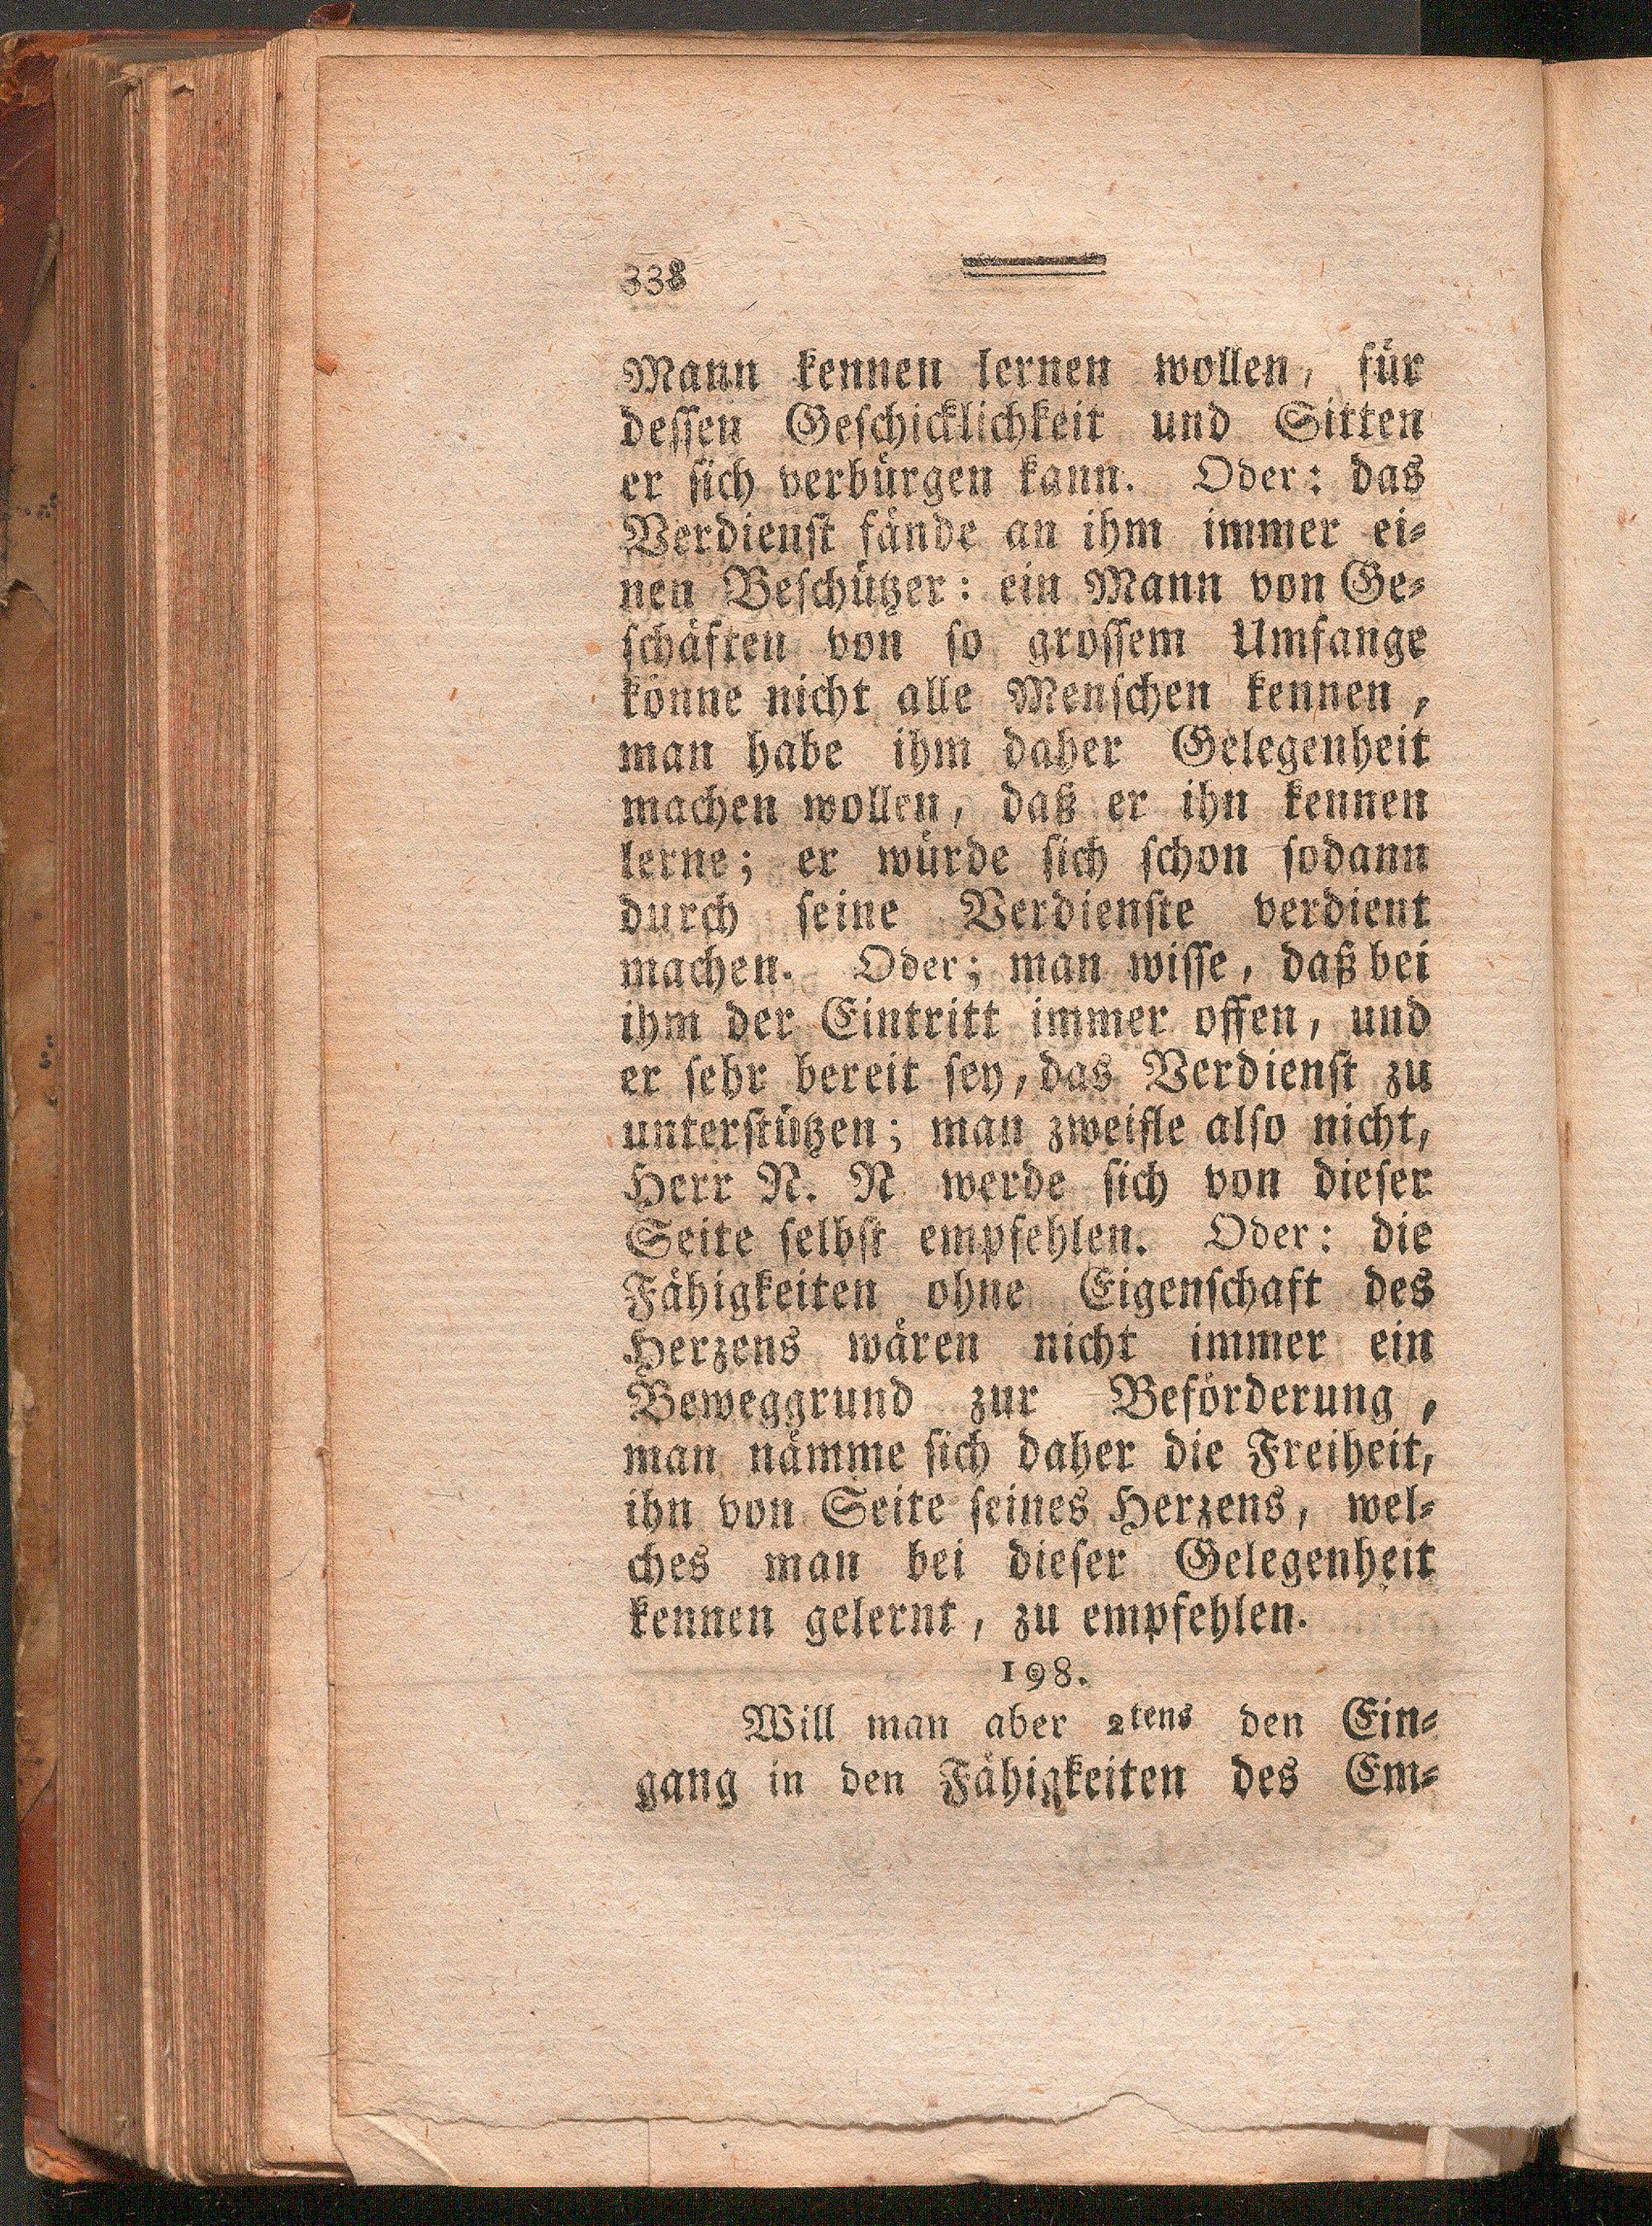 338
Mann kennen lernen wollen, für
dessen Geschicklichkeit und Sitten
er sich verbürgen kann. Oder: das
Verdienst fände an ihm immer ei-
nen Beschützer: ein Mann von Ge-
schäften von so grossem Umfange
könne nicht alle Menschen kennen,
man habe ihm daher Gelegenheit
machen wollen, daß er ihn kennen
lerne; er würde sich schon sodann
durch seine Verdienste verdient
machen. Oder; man wisse, daß bei
ihm der Eintritt immer offen, und
er sehr bereit sey, das Verdienst zu
unterstützen; man zweifle also nicht,
Herr N. N werde sich von dieser
Seite selbst empfehlen. Oder: die
Fähigkeiten ohne Eigenschaft des
Herzens wären nicht immer ein
Beweggrund zur Beförderung,
man nämme sich daher die Freiheit,
ihn von Seite seines Herzens, wel-
ches man bei dieser Gelegenheit
kennen gelernt, zu empfehlen.
198.
Will man aber 2tens den Ein-
gang in den Fähigkeiten des Em-